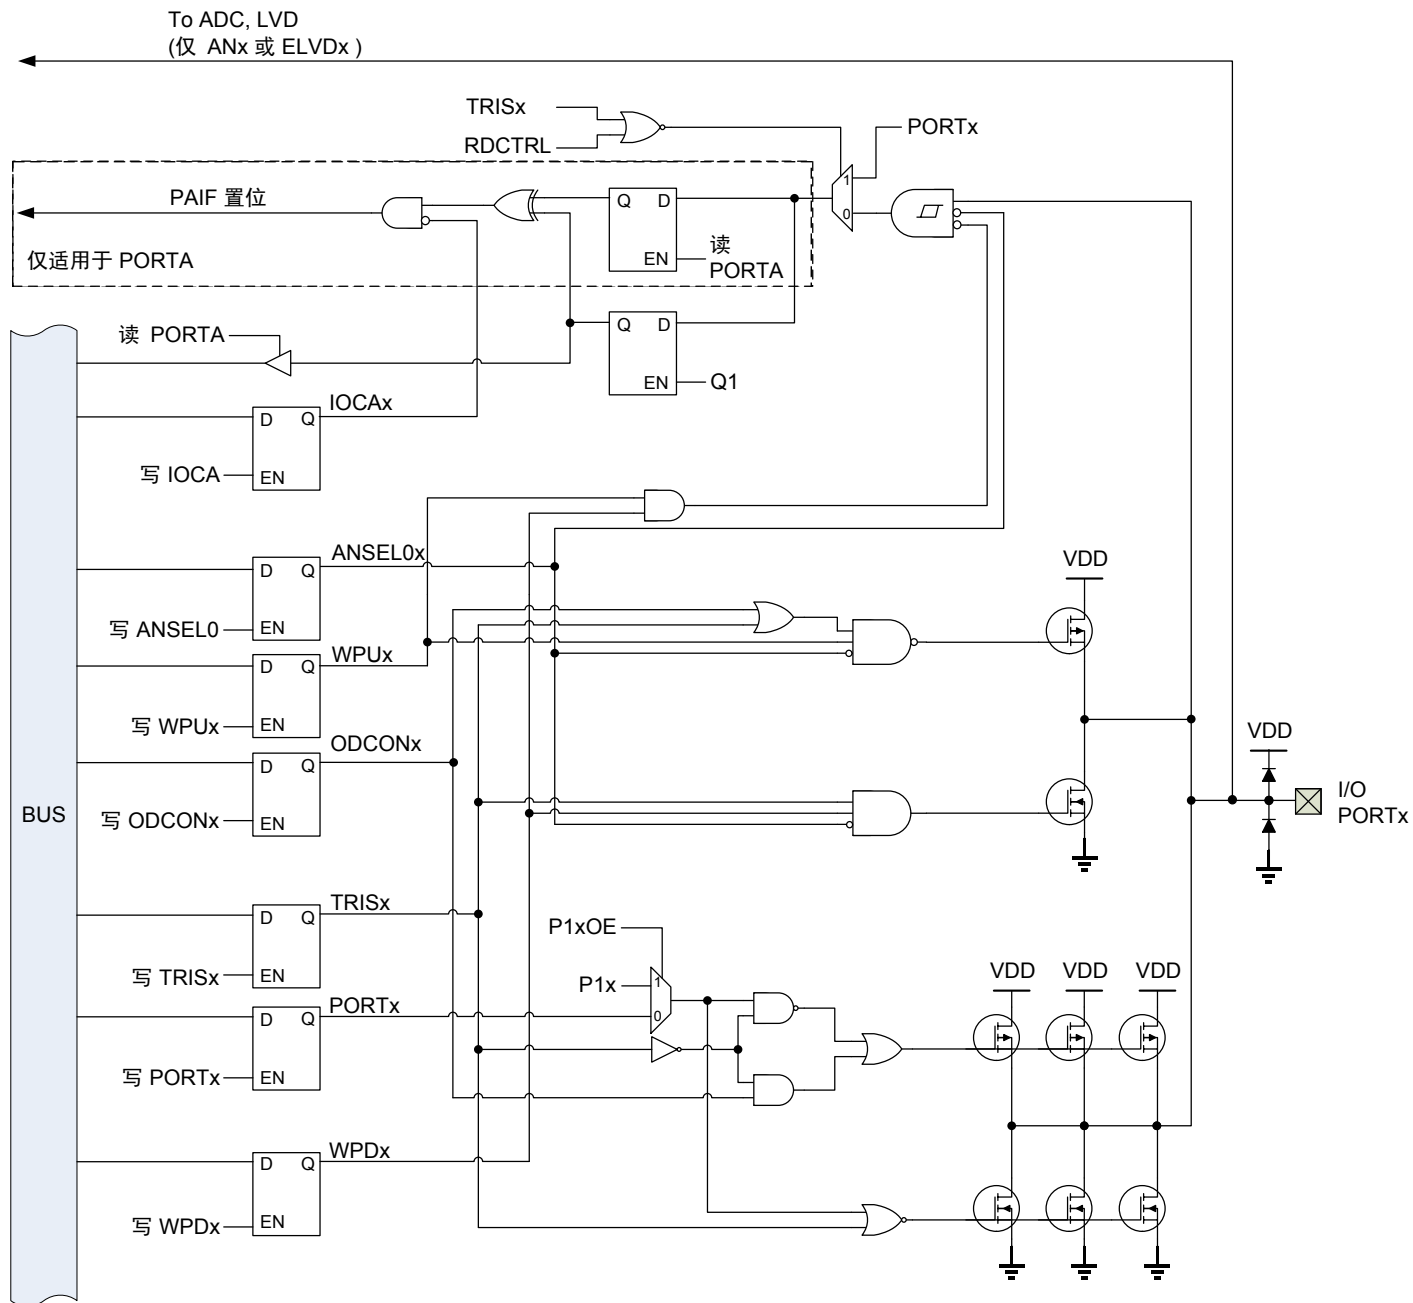 To ADC, LVD
(仅 ANx 或 ELVDx )
TRISx
RDCTRL
PORTx
1
0
PAIF 置位
仅适用于 PORTA
Q D
EN
读
PORTA
Q D
EN
Q1
读 PORTA
BUS
IOCAx
D Q
EN
写 IOCA
ANSEL0x
D Q
EN
写 ANSEL0
WPUx
D Q
EN
写 WPUx
ODCONx
D Q
EN
写 ODCONx
VDD
VDD
I/O
PORTx
TRISx
D Q
EN
写 TRISx
P1xOE
P1x
1
0
PORTx
D Q
EN
写 PORTx
VDD VDD VDD
WPDx
D Q
EN
写 WPDx